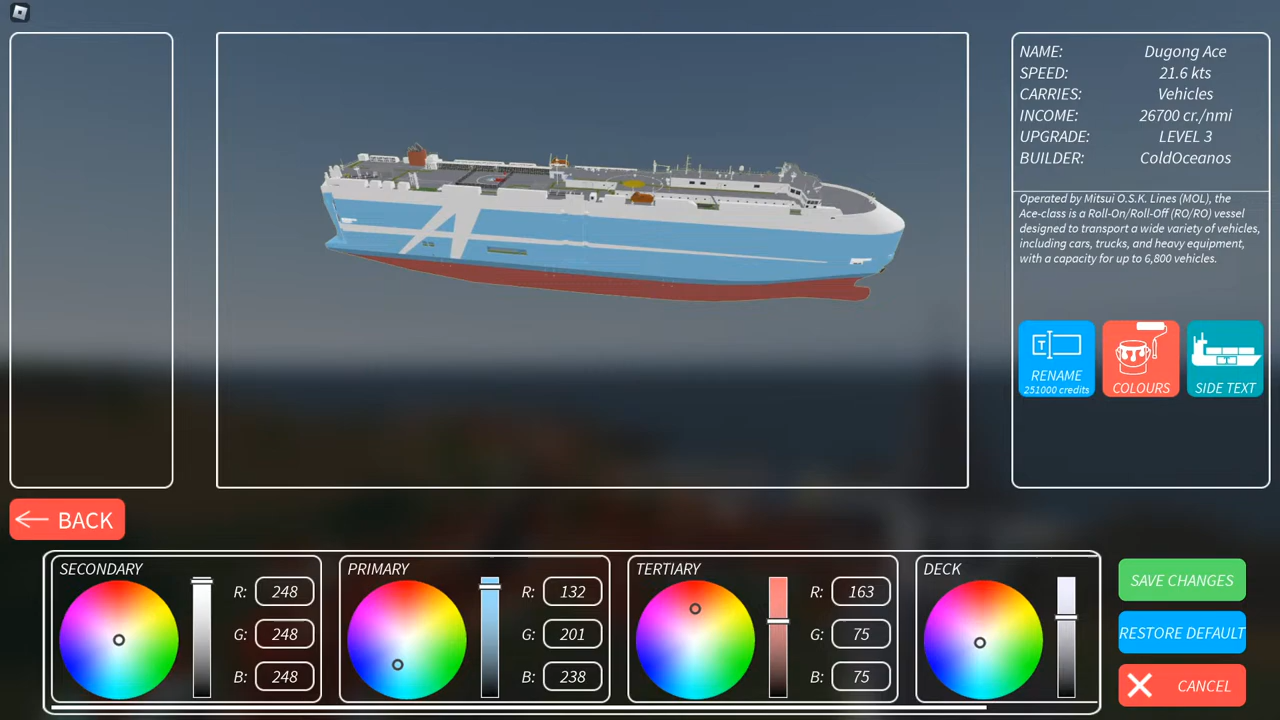 NAME: Dugong Ace
SPEED: 21.6 kts
CARRIES: Vehicles
INCOME: 26700 cr./nmi
UPGRADE: LEVEL 3
BUILDER: ColdOceanos
Operated by Mitsui O.S.K. Lines (MOL), the
Ace-class is a Roll-On/Roll-Off (RO/RO) vessel
designed to transport a wide variety of vehicles,
including cars, trucks, and heavy equipment,
with a capacity for up to 6,800 vehicles.
T
RENAME
251000 credits
COLOURS
SIDE TEXT
BACK
SECONDARY
R: 248
G: 248
B: 248
PRIMARY
R: 132
G: 201
B: 238
TERTIARY
R: 163
G: 75
B: 75
DECK
SAVE CHANGES
RESTORE DEFAULT
CANCEL